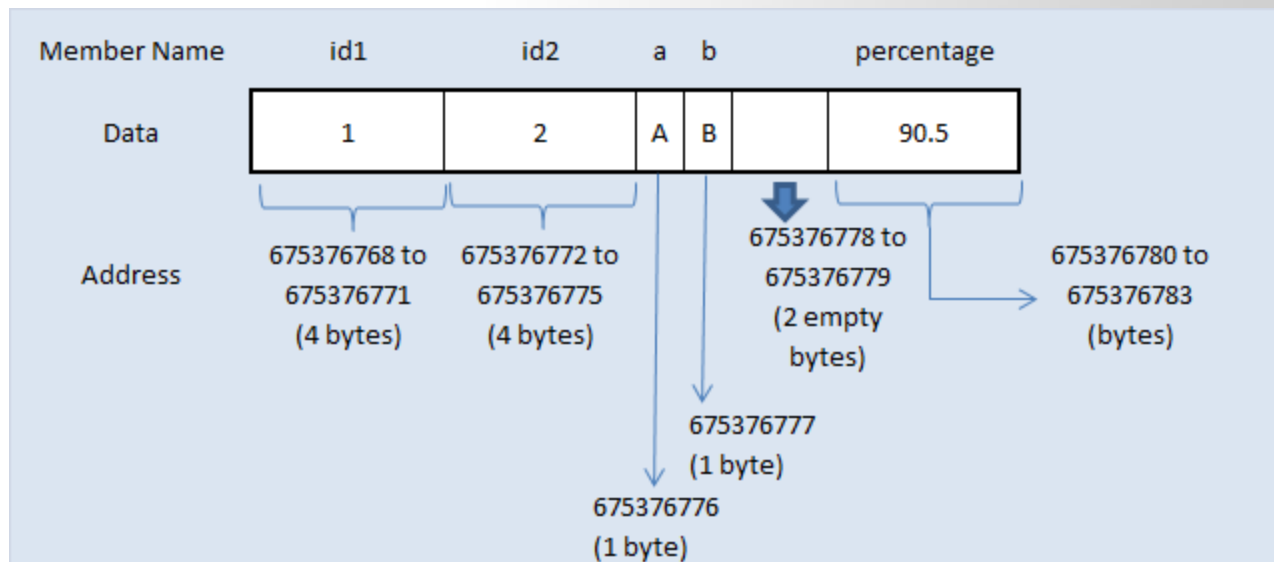 Member Name id1 id2 a b percentage
Data 1 2 A B 90.5
Address
675376768 to
675376771
(4 bytes)
675376772 to
675376775
(4 bytes)
675376778 to
675376779
(2 empty
bytes)
675376780 to
675376783
(bytes)
675376777
(1 byte)
675376776
(1 byte)